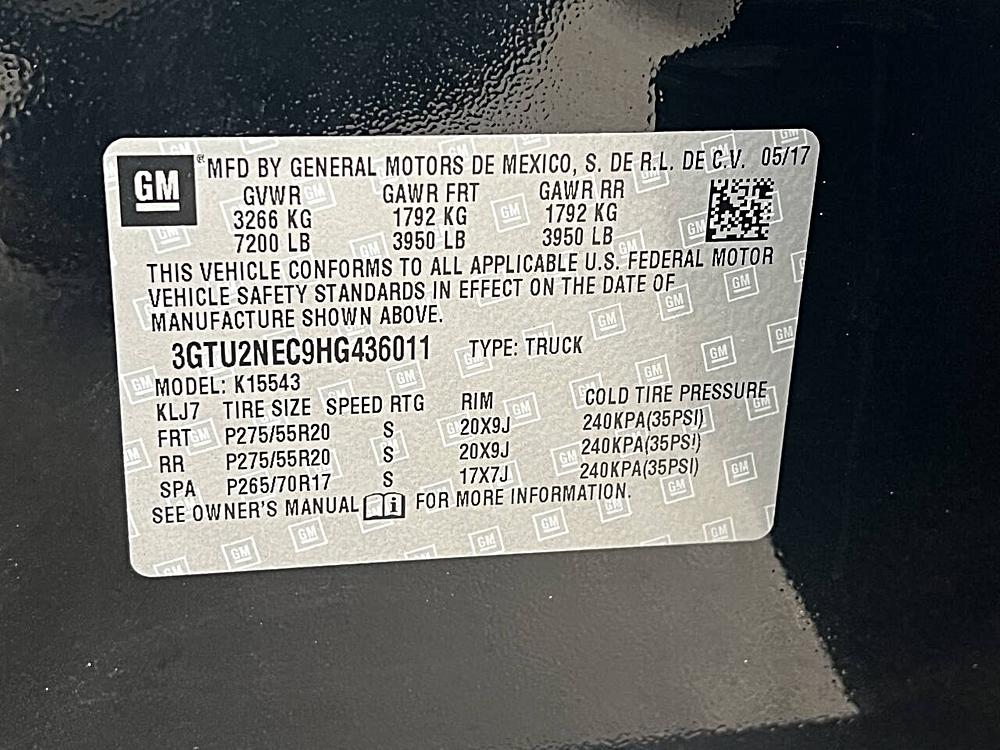 GM ®MFD BY GENERAL MOTORS DE MEXICO, S. DE R.L. DE C.V. 05/17
GVWR GAWR FRT GAWR RR
3266 KG 1792 KG 1792 KG
7200 LB 3950 LB 3950 LB
THIS VEHICLE CONFORMS TO ALL APPLICABLE U.S. FEDERAL MOTOR
VEHICLE SAFETY STANDARDS IN EFFECT ON THE DATE OF
MANUFACTURE SHOWN ABOVE.
3GTU2NEC9HG436011 TYPE: TRUCK
MODEL: K15543
KLJ7 TIRE SIZE SPEED RTG RIM COLD TIRE PRESSURE
FRT P275/55R20 S 20X9J 240KPA(35PSI)
RR P275/55R20 S 20X9J 240KPA(35PSI)
SPA P265/70R17 S 17X7J 240KPA(35PSI)
SEE OWNER'S MANUAL FOR MORE INFORMATION.